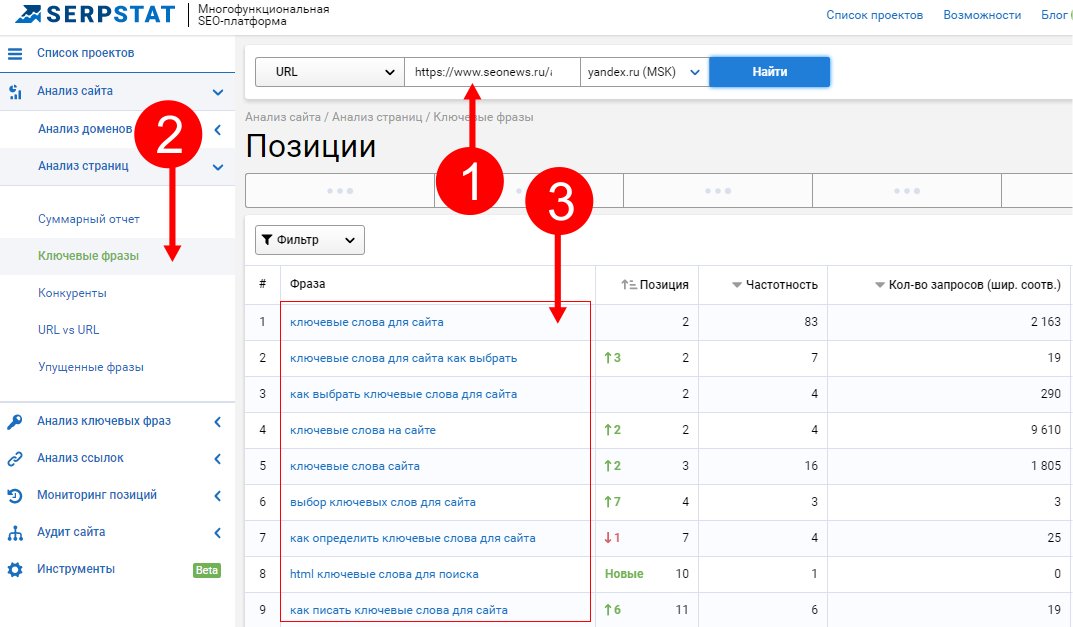 SERPSTAT
Многофункциональная
SEO-платформа
Список проектов Возможности Блог
Список проектов
Анализ сайта
Анализ доменов
Анализ страниц
Суммарный отчет
Ключевые фразы
Конкуренты
URL vs URL
Упущенные фразы
Анализ ключевых фраз
Анализ ссылок
Мониторинг позиций
Аудит сайта
Инструменты Beta
URL https://www.seonews.ru/ yandex.ru (MSK) Найти
Анализ сайта / Анализ страниц / Ключевые фразы
Позиции
1
2
3
Фильтр
# Фраза Позиция Частотность Кол-во запросов (шир. соотв.)
1 ключевые слова для сайта 2 83 2 163
2 ключевые слова для сайта как выбрать 3 2 7 19
3 как выбрать ключевые слова для сайта 2 4 290
4 ключевые слова на сайте 2 2 4 9 610
5 ключевые слова сайта 2 3 16 1 805
6 выбор ключевых слов для сайта 7 4 3 3
7 как определить ключевые слова для сайта 1 7 4 25
8 html ключевые слова для поиска Новые 10 1 0
9 как писать ключевые слова для сайта 6 11 6 19